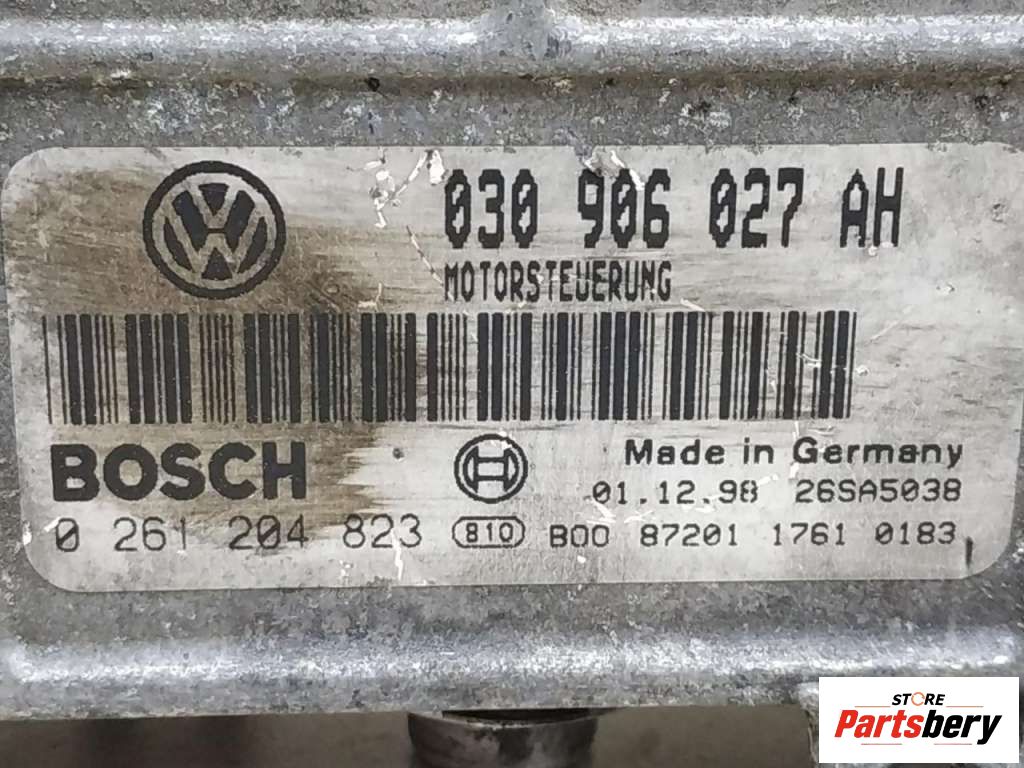 030 906 027 AH
MOTORSTEUERUNG
BOSCH
Made in Germany
01.12.98 26SA5038
0 261 204 823 810 B00 87201 1761 0183
STORE
Partsbery